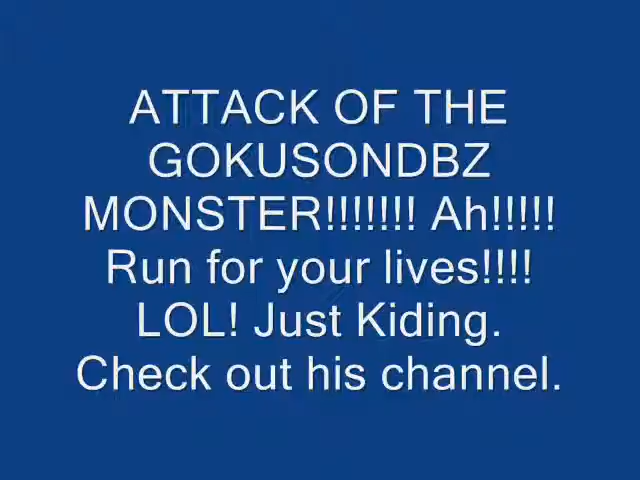 ATTACK OF THE
GOKUSONDBZ
MONSTER!!!!!!! Ah!!!!!
Run for your lives!!!!
LOL! Just Kiding.
Check out his channel.